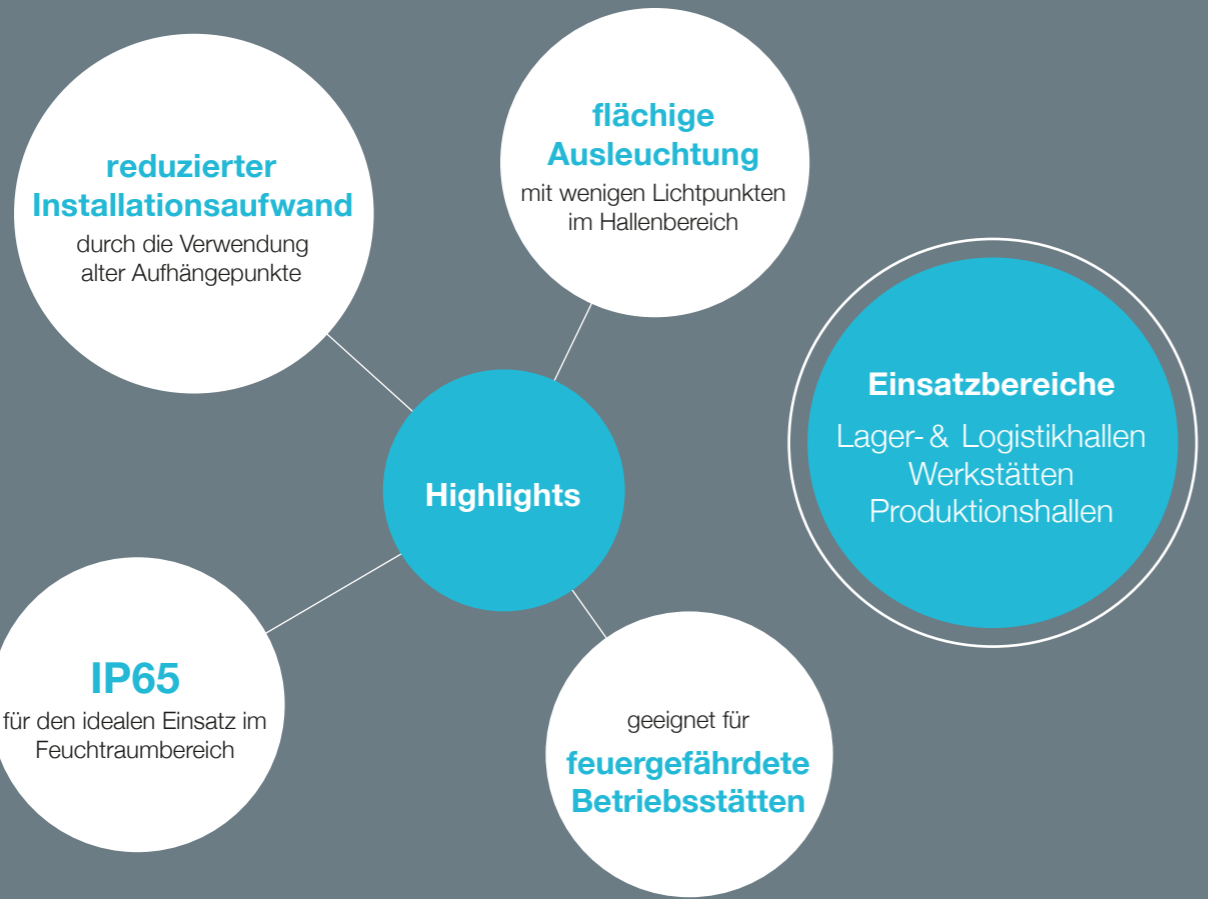 reduzierter
Installationsaufwand
durch die Verwendung
alter Aufhängepunkte
flächige
Ausleuchtung
mit wenigen Lichtpunkten
im Hallenbereich
Highlights
Einsatzbereiche
Lager- & Logistikhallen
Werkstätten
Produktionshallen
IP65
für den idealen Einsatz im
Feuchtraumbereich
geeignet für
feuergefährdete
Betriebsstätten